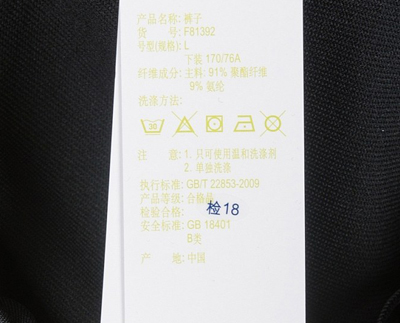 产品名称: 裤子
货 号: F81392
号型(规格): L
下装 170/76A
纤维成分: 主料: 91% 聚酯纤维
9% 氨纶
洗涤方法:
30
注 意: 1. 只可使用温和洗涤剂
2. 单独洗涤
执行标准: GB/T 22853-2009
产品等级: 合格品
检验合格: 检18
安全标准: GB 18401
B类
产 地: 中国